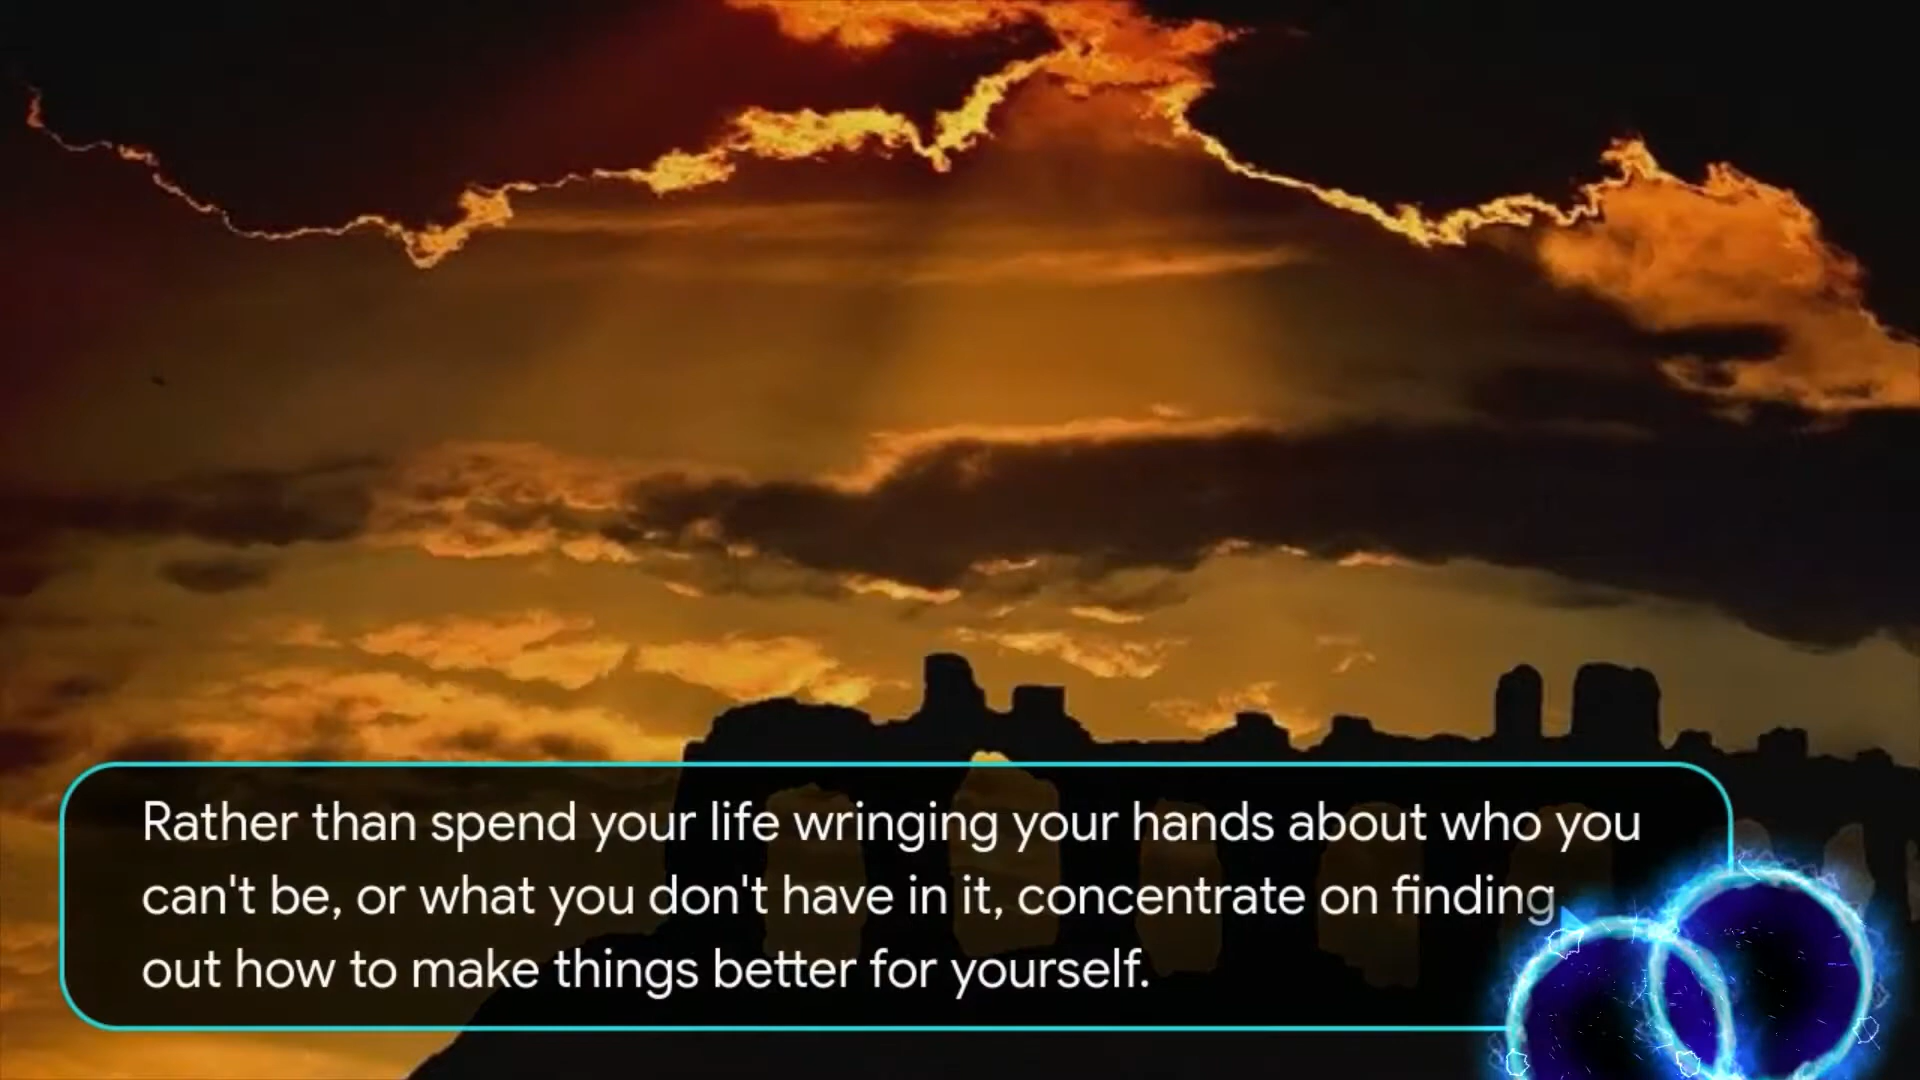 Rather than spend your life wringing your hands about who you
can't be, or what you don't have in it, concentrate on finding
out how to make things better for yourself.